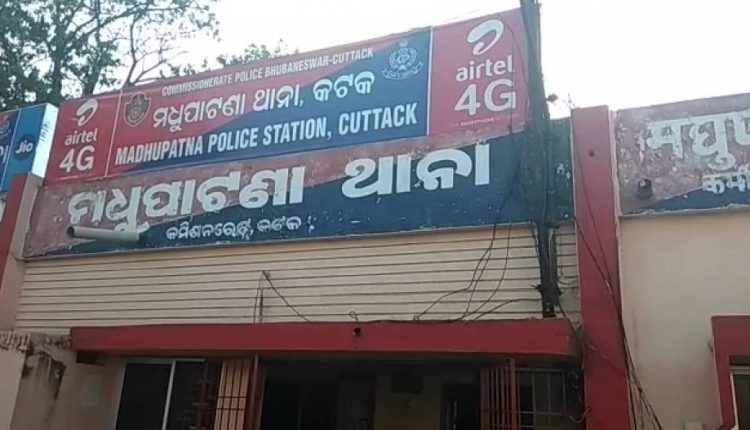 COMMISSIONERATE POLICE BHUBANESWAR-CUTTACK
airtel
4G
ମଧୁପାଟଣା ଥାନା, କଟକ
MADHUPATNA POLICE STATION, CUTTACK
airtel
4G
Jio
ମଧୁପାଟଣା ଥାନା
କମିଶନରେଟ୍, କଟକ